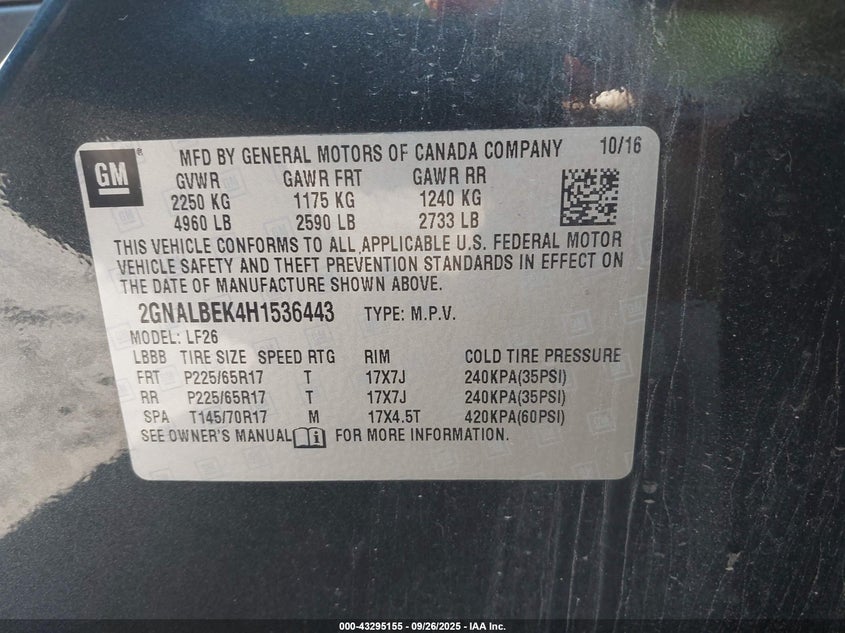 GM ® MFD BY GENERAL MOTORS OF CANADA COMPANY 10/16
GVWR GAWR FRT GAWR RR
2250 KG 1175 KG 1240 KG
4960 LB 2590 LB 2733 LB
THIS VEHICLE CONFORMS TO ALL APPLICABLE U.S. FEDERAL MOTOR
VEHICLE SAFETY AND THEFT PREVENTION STANDARDS IN EFFECT ON
THE DATE OF MANUFACTURE SHOWN ABOVE.
2GNALBEK4H1536443 TYPE: M.P.V.
MODEL: LF26
LBBB TIRE SIZE SPEED RTG RIM COLD TIRE PRESSURE
FRT P225/65R17 T 17X7J 240KPA(35PSI)
RR P225/65R17 T 17X7J 240KPA(35PSI)
SPA T145/70R17 M 17X4.5T 420KPA(60PSI)
SEE OWNER'S MANUAL FOR MORE INFORMATION.
000-43295155 - 09/26/2025 - IAA Inc.